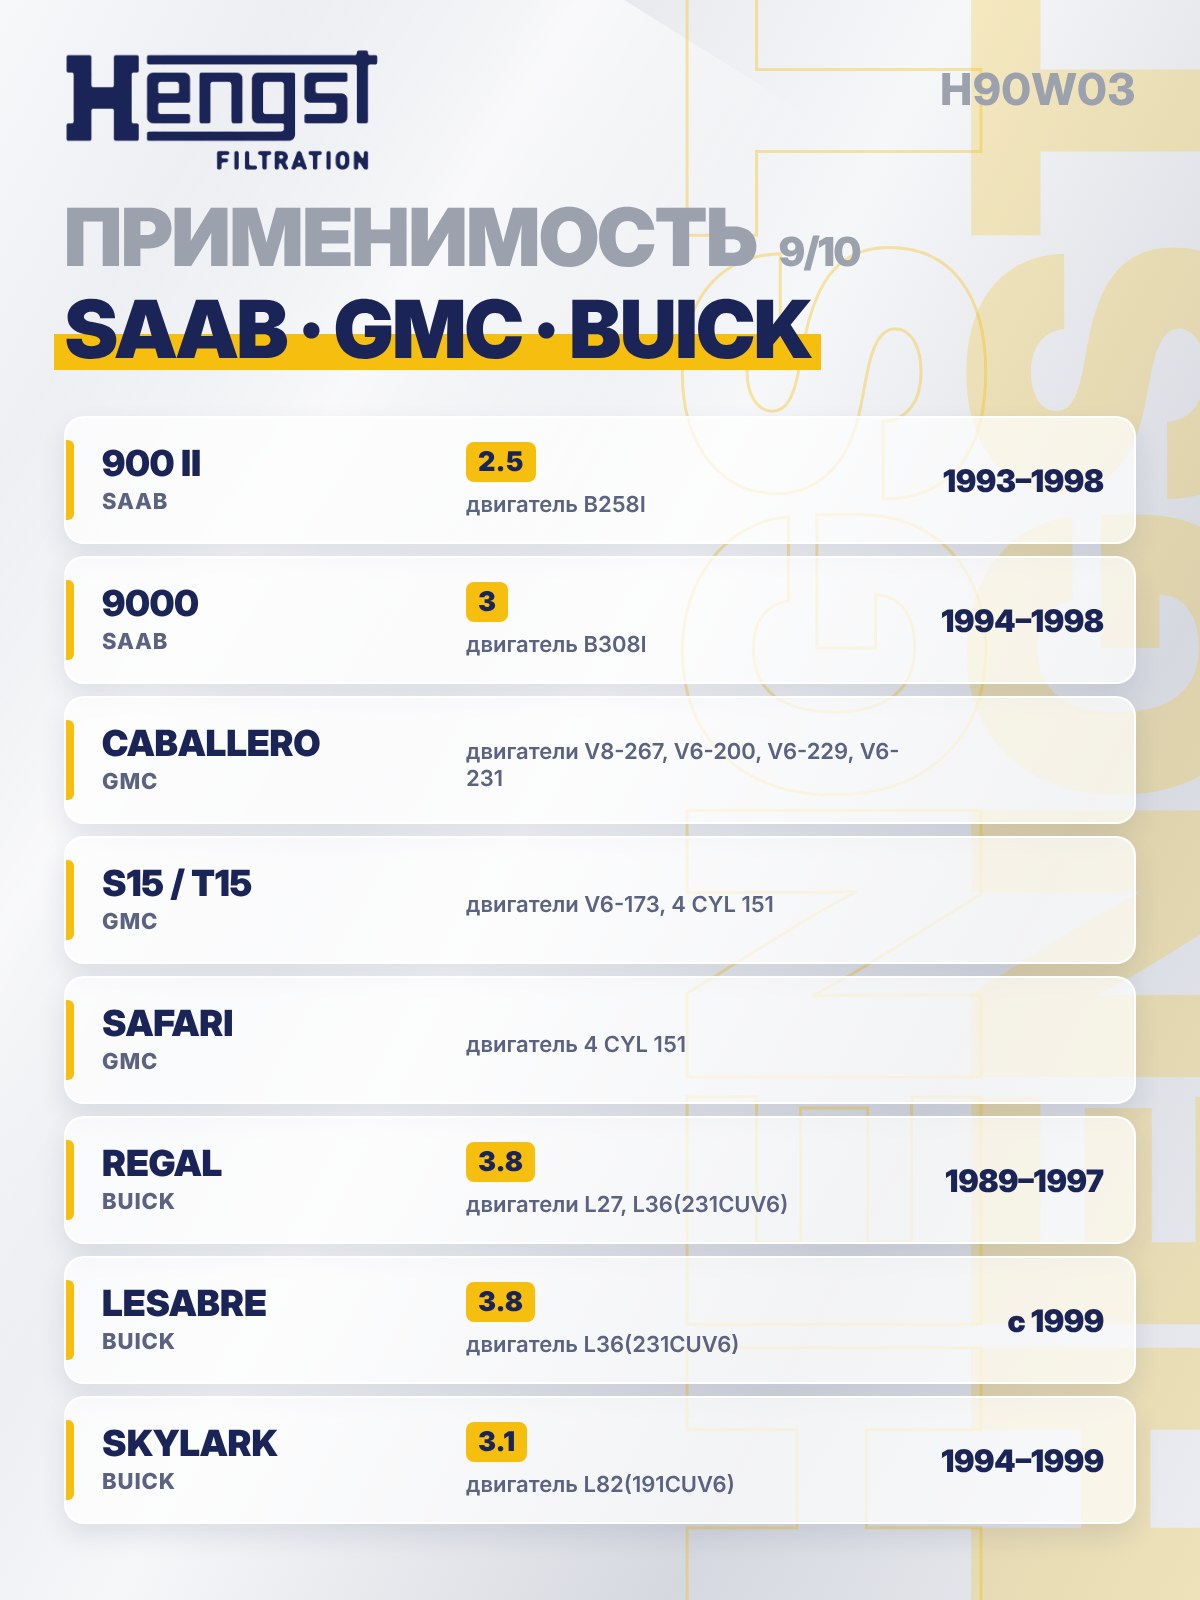 Hengst
FILTRATION
H90W03
ПРИМЕНИМОСТЬ 9/10
SAAB · GMC · BUICK
900 II
SAAB
2.5
двигатель B258I
1993–1998
9000
SAAB
3
двигатель B308I
1994–1998
CABALLERO
GMC
двигатели V8-267, V6-200, V6-229, V6-
231
S15 / T15
GMC
двигатели V6-173, 4 CYL 151
SAFARI
GMC
двигатель 4 CYL 151
REGAL
BUICK
3.8
двигатели L27, L36(231CUV6)
1989–1997
LESABRE
BUICK
3.8
двигатель L36(231CUV6)
с 1999
SKYLARK
BUICK
3.1
двигатель L82(191CUV6)
1994–1999
HENGST
HENGST